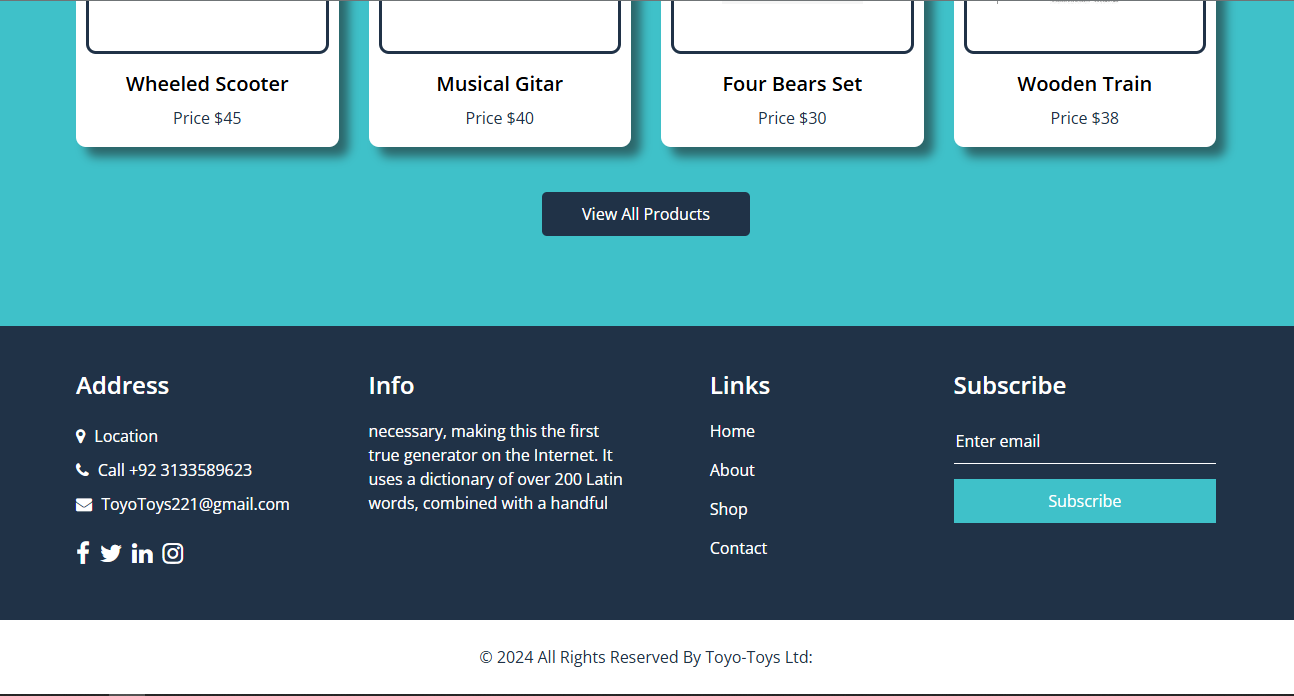 Wheeled Scooter
Price $45
Musical Gitar
Price $40
Four Bears Set
Price $30
Wooden Train
Price $38
View All Products
Address
Location
Call +92 3133589623
ToyoToys221@gmail.com
Info
necessary, making this the first
true generator on the Internet. It
uses a dictionary of over 200 Latin
words, combined with a handful
Links
Home
About
Shop
Contact
Subscribe
Enter email
Subscribe
© 2024 All Rights Reserved By Toyo-Toys Ltd: